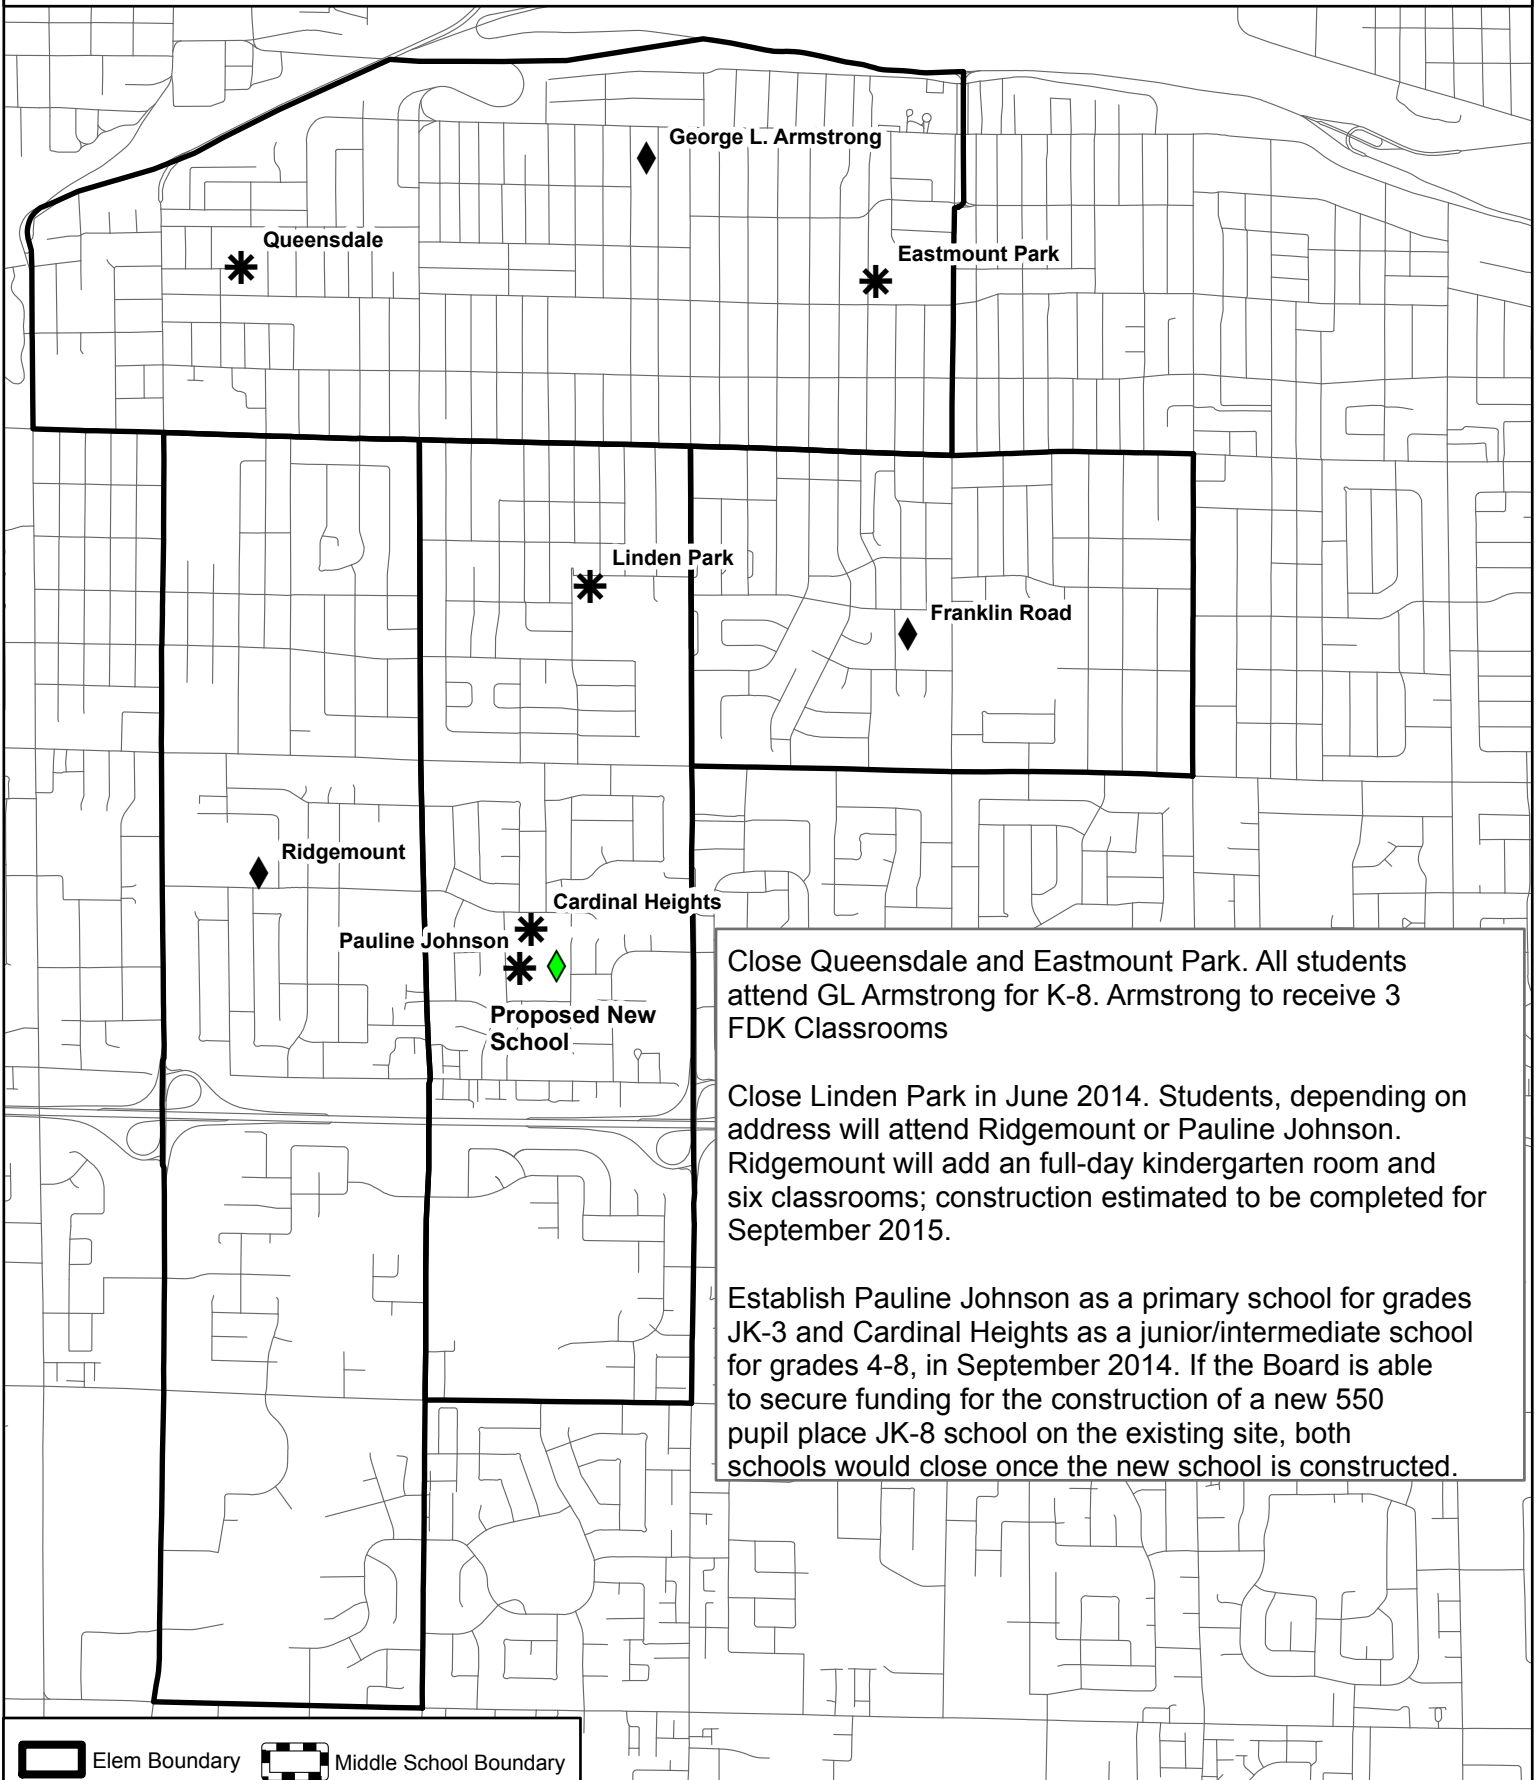 George L. Armstrong
Queensdale
Eastmount Park
Linden Park
Franklin Road
Ridgemount
Cardinal Heights
Pauline Johnson
Proposed New
School
Close Queensdale and Eastmount Park. All students
attend GL Armstrong for K-8. Armstrong to receive 3
FDK Classrooms
Close Linden Park in June 2014. Students, depending on
address will attend Ridgemount or Pauline Johnson.
Ridgemount will add an full-day kindergarten room and
six classrooms; construction estimated to be completed for
September 2015.
Establish Pauline Johnson as a primary school for grades
JK-3 and Cardinal Heights as a junior/intermediate school
for grades 4-8, in September 2014. If the Board is able
to secure funding for the construction of a new 550
pupil place JK-8 school on the existing site, both
schools would close once the new school is constructed.
Elem Boundary
Middle School Boundary